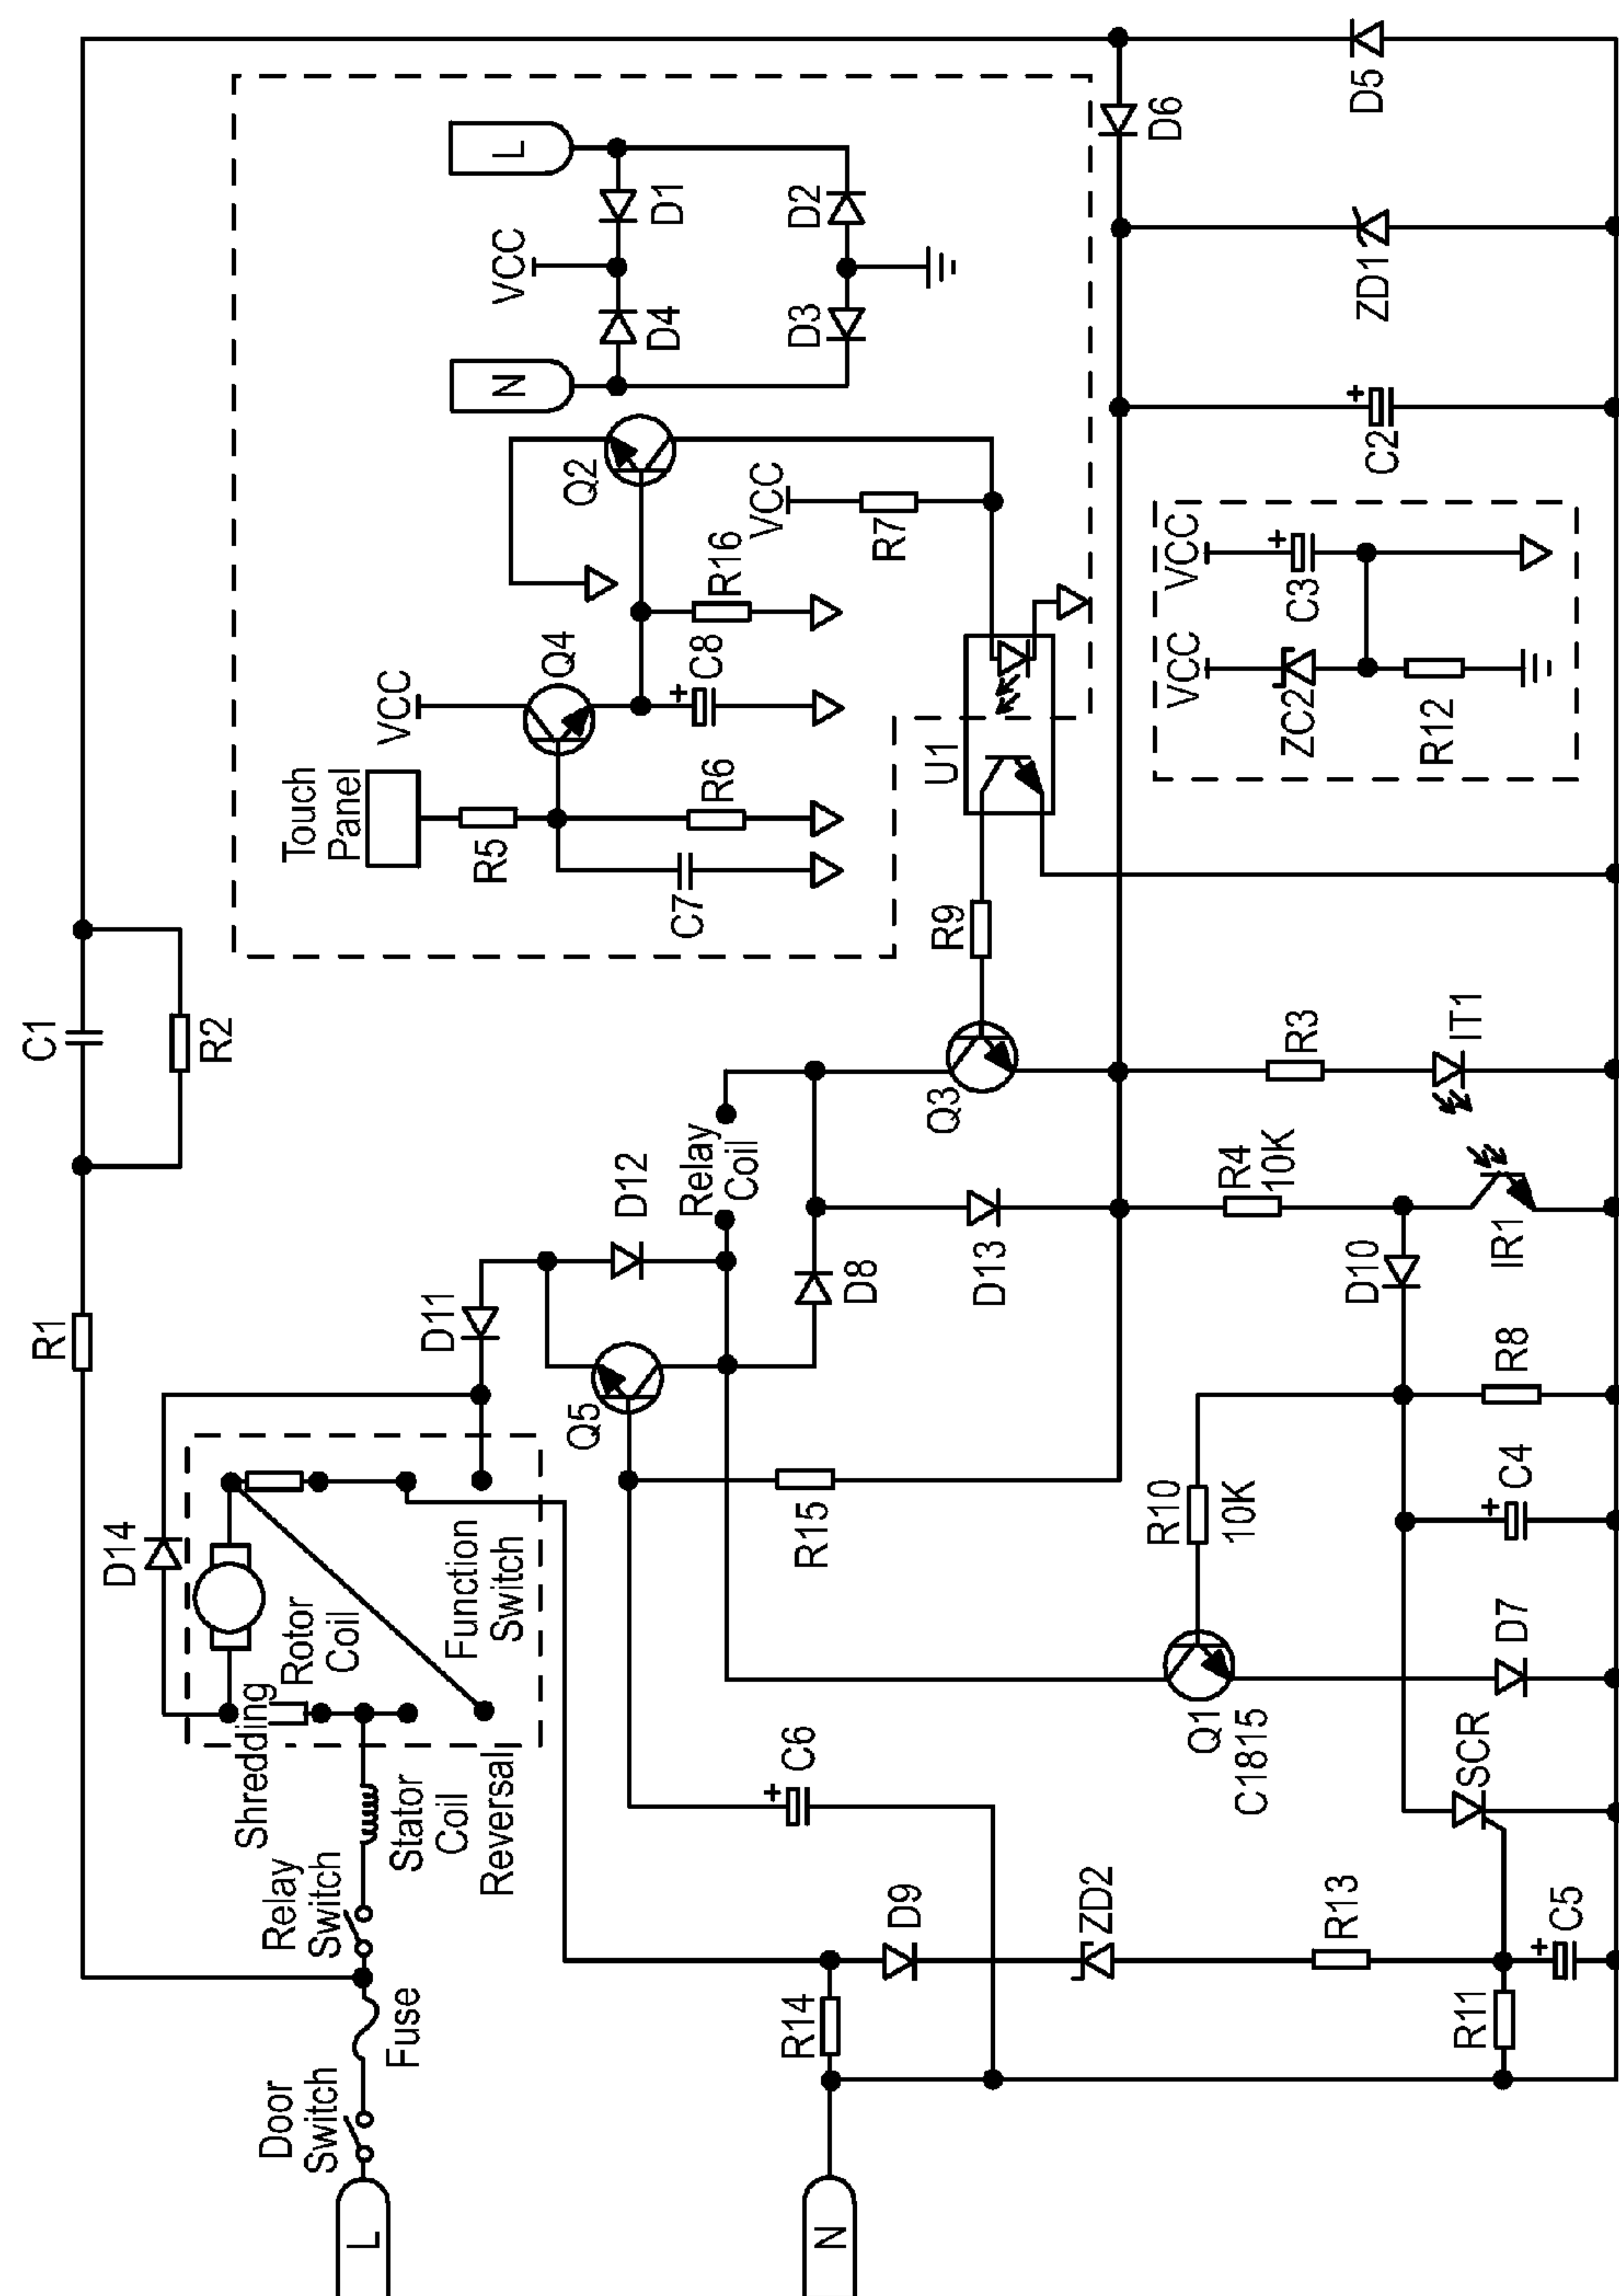 L
Door
Switch
Fuse
Relay
Switch
Stator
Coil
Shredding
Rotor
Coil
Function
Switch
Reversal
D14
R1
C1
R2
D11
D12
Q5
Relay
Coil
D8
D13
Q3
R9
U1
Touch
Panel
R5
C7
R6
VCC
Q4
C8
R16
Q2
VCC
R7
N
L
VCC
D4
D1
D3
D2
D6
D5
ZD1
C2
VCC
VCC
ZC2
C3
R12
R3
IT1
R4
10K
IR1
D10
R8
C4
R10
10K
R15
Q1
C1815
D7
SCR
C6
D9
ZD2
R13
C5
R14
R11
N
+
+
+
+
+
+